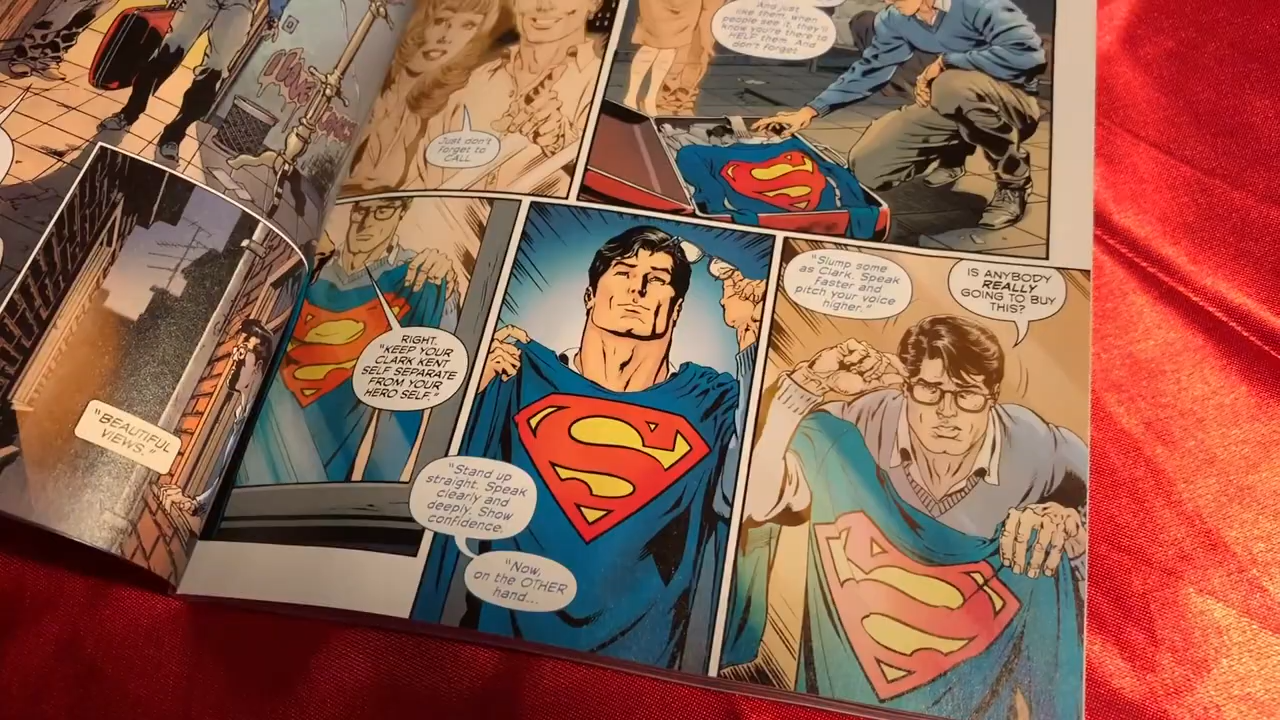 And just
like them, when
people see it, they'll
know you're there to
HELP them. And
don't forget
Just don't
forget to
CALL
"BEAUTIFUL
VIEWS."
RIGHT.
"KEEP YOUR
CLARK KENT
SELF SEPARATE
FROM YOUR
HERO SELF."
"Stand up
straight. Speak
clearly and
deeply. Show
confidence.
"Now,
on the OTHER
hand...
"Slump some
as Clark. Speak
faster and
pitch your voice
higher."
IS ANYBODY
REALLY
GOING TO BUY
THIS?